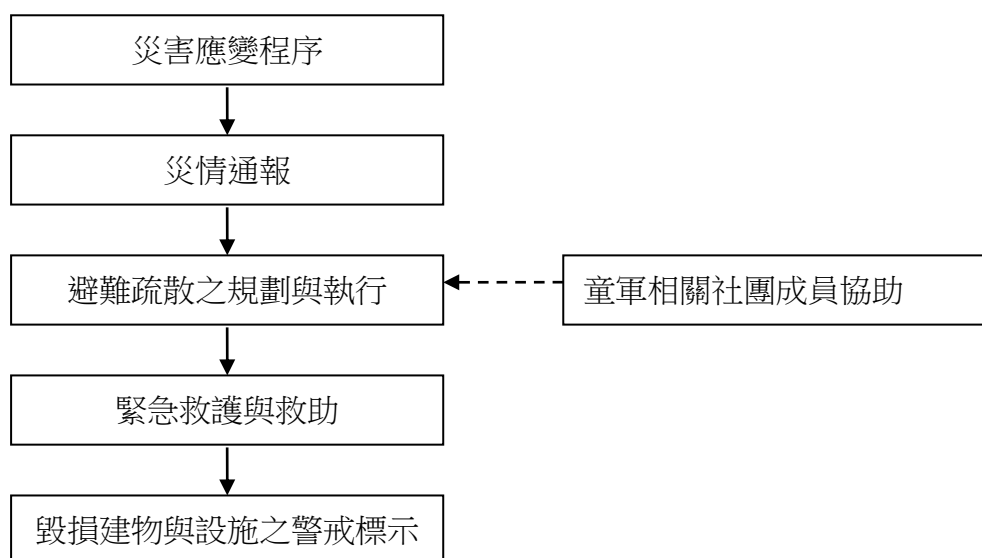 災害應變程序
災情通報
避難疏散之規劃與執行
童軍相關社團成員協助
緊急救護與救助
毀損建物與設施之警戒標示